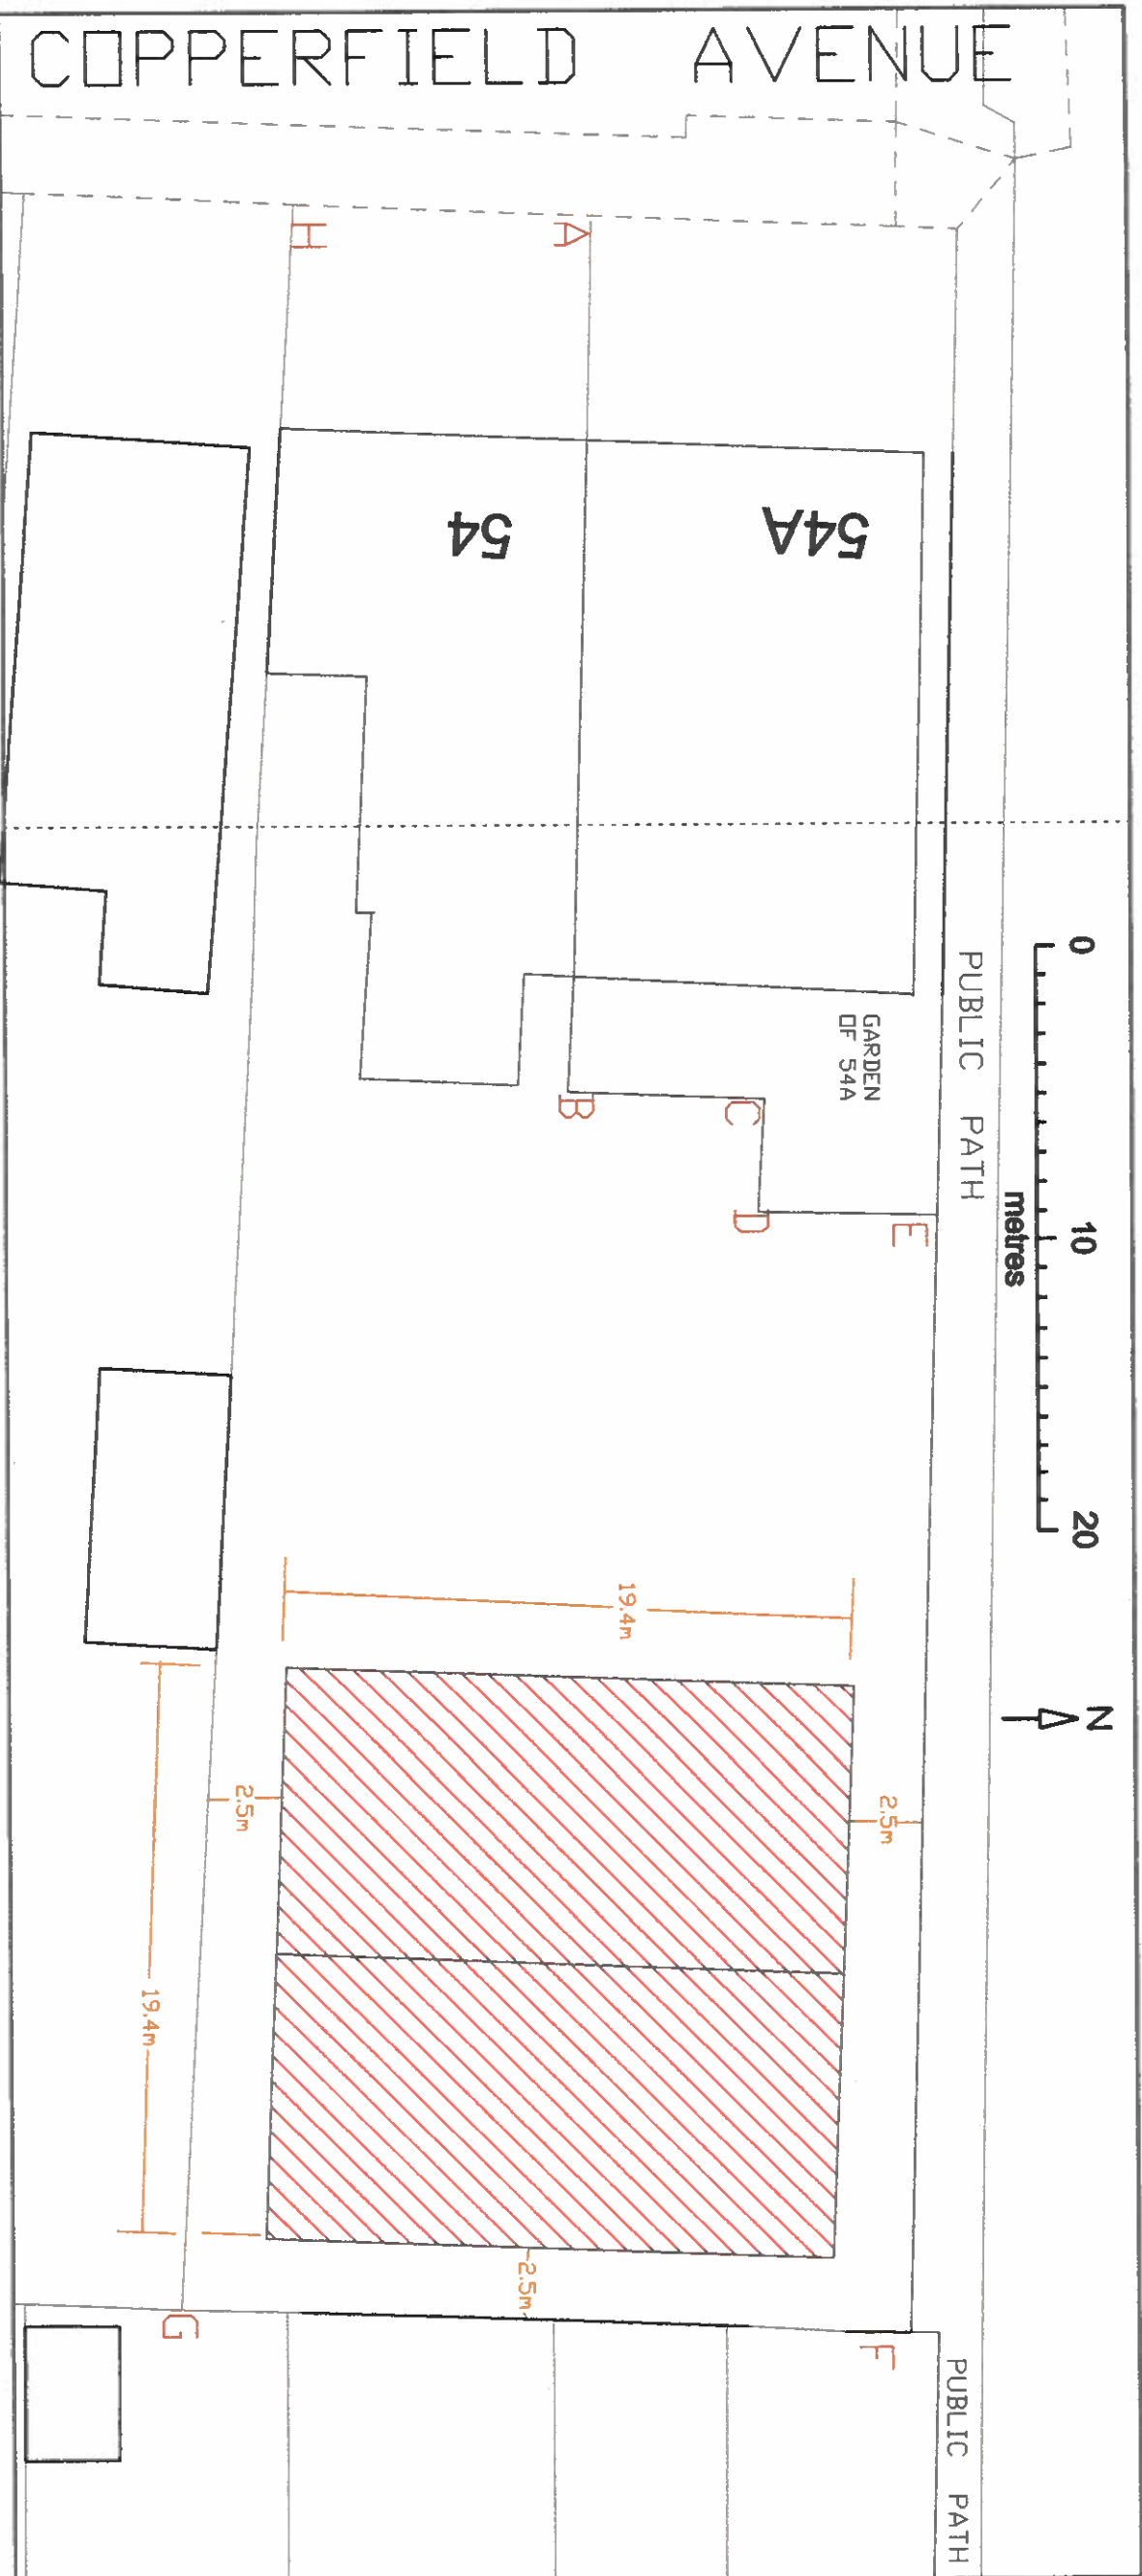 COPPERFIELD AVENUE
H
A
54
54A
GARDEN
OF 54A
PUBLIC PATH
0
10
20
metres
B
C
D
E
N
19.4m
2.5m
2.5m
19.4m
2.5m
G
F
PUBLIC PATH